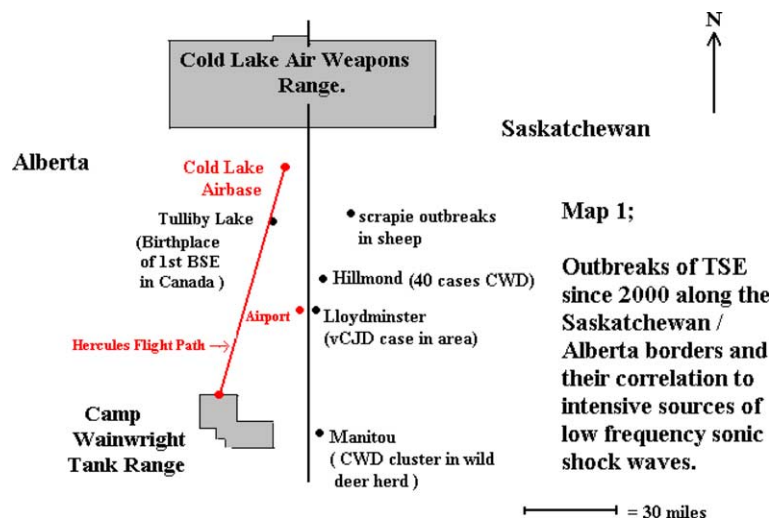 N
Cold Lake Air Weapons
Range.
Saskatchewan
Alberta
Cold Lake
Airbase
Tulliby Lake
(Birthplace
of 1st BSE
in Canada )
scrapie outbreaks
in sheep
Hillmond (40 cases CWD)
Airport
Lloydminster
(vCJD case in area)
Hercules Flight Path
Camp
Wainwright
Tank Range
Manitou
( CWD cluster in wild
deer herd )
Map 1;
Outbreaks of TSE
since 2000 along the
Saskatchewan /
Alberta borders and
their correlation to
intensive sources of
low frequency sonic
shock waves.
= 30 miles